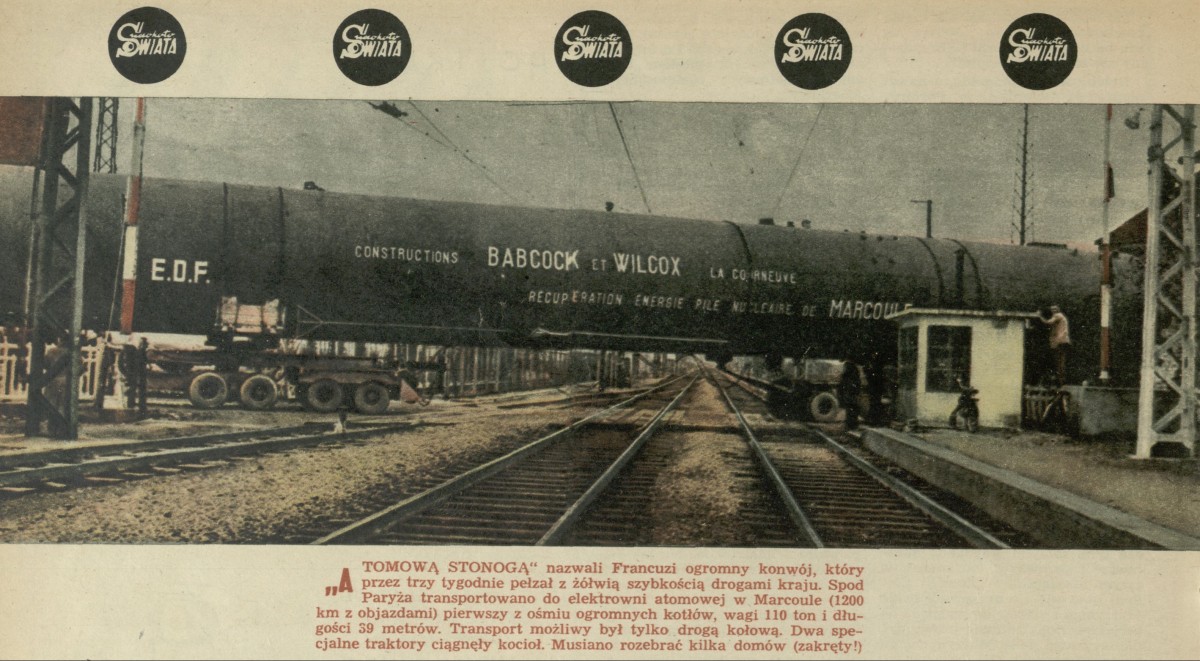 Naokoło ŚWIATA
Naokoło ŚWIATA
Naokoło ŚWIATA
Naokoło ŚWIATA
Naokoło ŚWIATA
E.D.F.
CONSTRUCTIONS BABCOCK ET WILCOX LA COURNEUVE
RÉCUPÉRATION ÉNERGIE PILE NUCLÉAIRE DE MARCOULE
„ATOMOWĄ STONOGĄ“ nazwali Francuzi ogromny konwój, który
przez trzy tygodnie pełzał z żółwią szybkością drogami kraju. Spod
Paryża transportowano do elektrowni atomowej w Marcoule (1200
km z objazdami) pierwszy z ośmiu ogromnych kotłów, wagi 110 ton i dłu-
gości 39 metrów. Transport możliwy był tylko drogą kołową. Dwa spe-
cjalne traktory ciągnęły kocioł. Musiano rozebrać kilka domów (zakręty!)